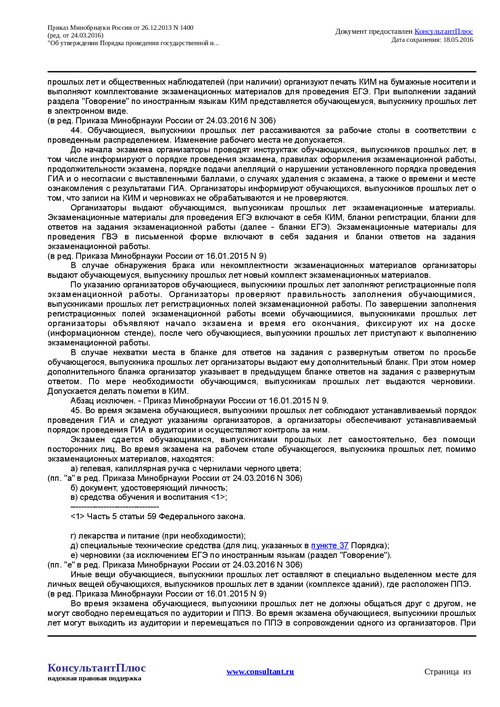 Приказ Минобрнауки России от 26.12.2013 N 1400
(ред. от 24.03.2016)
"Об утверждении Порядка проведения государственной и...
Документ предоставлен КонсультантПлюс
Дата сохранения: 18.05.2016
прошлых лет и общественных наблюдателей (при наличии) организуют печать КИМ на бумажные носители и
выполняют комплектование экзаменационных материалов для проведения ЕГЭ. При выполнении заданий
раздела "Говорение" по иностранным языкам КИМ представляется обучающемуся, выпускнику прошлых лет
в электронном виде.
(в ред. Приказа Минобрнауки России от 24.03.2016 N 306)
44. Обучающиеся, выпускники прошлых лет рассаживаются за рабочие столы в соответствии с
проведенным распределением. Изменение рабочего места не допускается.
До начала экзамена организаторы проводят инструктаж обучающихся, выпускников прошлых лет, в
том числе информируют о порядке проведения экзамена, правилах оформления экзаменационной работы,
продолжительности экзамена, порядке подачи апелляций о нарушении установленного порядка проведения
ГИА и о несогласии с выставленными баллами, о случаях удаления с экзамена, а также о времени и месте
ознакомления с результатами ГИА. Организаторы информируют обучающихся, выпускников прошлых лет о
том, что записи на КИМ и черновиках не обрабатываются и не проверяются.
Организаторы выдают обучающимся, выпускникам прошлых лет экзаменационные материалы.
Экзаменационные материалы для проведения ЕГЭ включают в себя КИМ, бланки регистрации, бланки для
ответов на задания экзаменационной работы (далее - бланки ЕГЭ). Экзаменационные материалы для
проведения ГВЭ в письменной форме включают в себя задания и бланки ответов на задания
экзаменационной работы.
(в ред. Приказа Минобрнауки России от 16.01.2015 N 9)
В случае обнаружения брака или некомплектности экзаменационных материалов организаторы
выдают обучающемуся, выпускнику новый комплект экзаменационных материалов.
По указанию организаторов обучающиеся, выпускники прошлых лет заполняют регистрационные поля
экзаменационной работы. Организаторы проверяют правильность заполнения обучающимися,
выпускниками прошлых лет регистрационных полей экзаменационной работы. По завершении заполнения
регистрационных полей экзаменационной работы всеми обучающимися, выпускниками прошлых лет
организаторы объявляют начало экзамена и время его окончания, фиксируют их на доске
(информационном стенде), после чего обучающиеся, выпускники прошлых лет приступают к выполнению
экзаменационной работы.
В случае нехватки места в бланке для ответов на задания с развернутым ответом по просьбе
обучающегося, выпускника прошлых лет организаторы выдают ему дополнительный бланк. При этом номер
дополнительного бланка организатор указывает в предыдущем бланке ответов на задания с развернутым
ответом. По мере необходимости обучающимся, выпускникам прошлых лет выдаются черновики.
Допускается делать пометки в КИМ.
Абзац исключен. - Приказ Минобрнауки России от 16.01.2015 N 9.
45. Во время экзамена обучающиеся, выпускники прошлых лет соблюдают устанавливаемый порядок
проведения ГИА и следуют указаниям организаторов, а организаторы обеспечивают устанавливаемый
порядок проведения ГИА в аудитории и осуществляют контроль за ним.
Экзамен сдается обучающимися, выпускниками прошлых лет самостоятельно, без помощи
посторонних лиц. Во время экзамена на рабочем столе обучающегося, выпускника прошлых лет, помимо
экзаменационных материалов, находятся:
а) гелевая, капиллярная ручка с чернилами черного цвета;
(пп. "а" в ред. Приказа Минобрнауки России от 24.03.2016 N 306)
б) документ, удостоверяющий личность;
в) средства обучения и воспитания <1>;
--------------------------------
<1> Часть 5 статьи 59 Федерального закона.
г) лекарства и питание (при необходимости);
д) специальные технические средства (для лиц, указанных в пункте 37 Порядка);
е) черновики (за исключением ЕГЭ по иностранным языкам (раздел "Говорение").
(пп. "е" в ред. Приказа Минобрнауки России от 24.03.2016 N 306)
Иные вещи обучающиеся, выпускники прошлых лет оставляют в специально выделенном месте для
личных вещей обучающихся, выпускников прошлых лет в здании (комплексе зданий), где расположен ППЭ.
(в ред. Приказа Минобрнауки России от 16.01.2015 N 9)
Во время экзамена обучающиеся, выпускники прошлых лет не должны общаться друг с другом, не
могут свободно перемещаться по аудитории и ППЭ. Во время экзамена обучающиеся, выпускники прошлых
лет могут выходить из аудитории и перемещаться по ППЭ в сопровождении одного из организаторов. При
КонсультантПлюс
надежная правовая поддержка
www.consultant.ru
Страница из